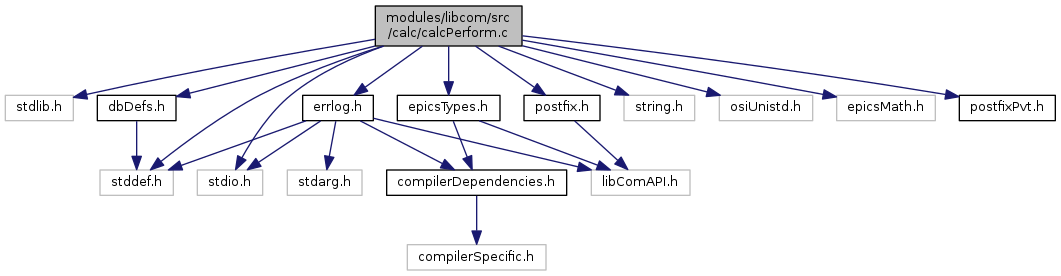 modules/libcom/src
/calc/calcPerform.c
stdlib.h
dbDefs.h
errlog.h
epicsTypes.h
postfix.h
string.h
osiUnistd.h
epicsMath.h
postfixPvt.h
stddef.h
stdio.h
stdarg.h
compilerDependencies.h
libComAPI.h
compilerSpecific.h